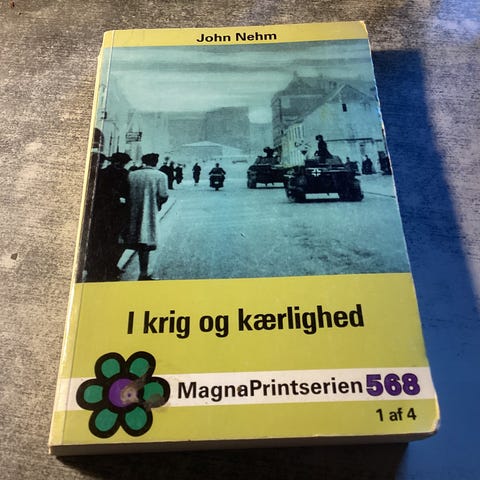 John Nehm
I krig og kærlighed
MagnaPrintserien 568
1 af 4